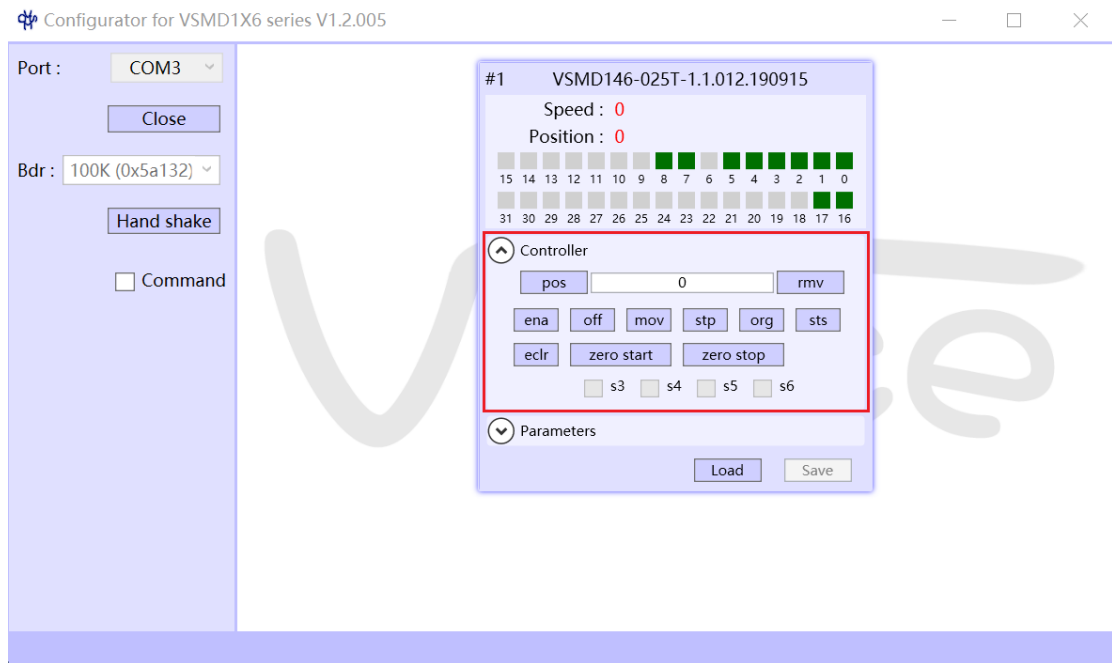 Configurator for VSMD1X6 series V1.2.005
Port : COM3
Close
Bdr : 100K (0x5a132)
Hand shake
Command
#1 VSMD146-025T-1.1.012.190915
Speed : 0
Position : 0
15 14 13 12 11 10 9 8 7 6 5 4 3 2 1 0
31 30 29 28 27 26 25 24 23 22 21 20 19 18 17 16
Controller
pos 0 rmv
ena off mov stp org sts
eclr zero start zero stop
s3 s4 s5 s6
Parameters
Load Save